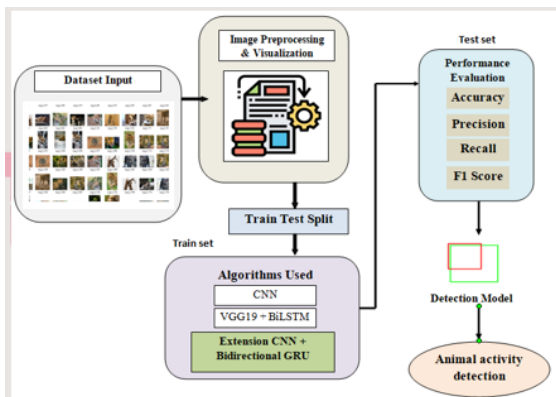 Dataset Input
Image Preprocessing
& Visualization
Train Test Split
Train set
Algorithms Used
CNN
VGG19 + BiLSTM
Extension CNN +
Bidirectional GRU
Test set
Performance
Evaluation
Accuracy
Precision
Recall
F1 Score
Detection Model
Animal activity
detection